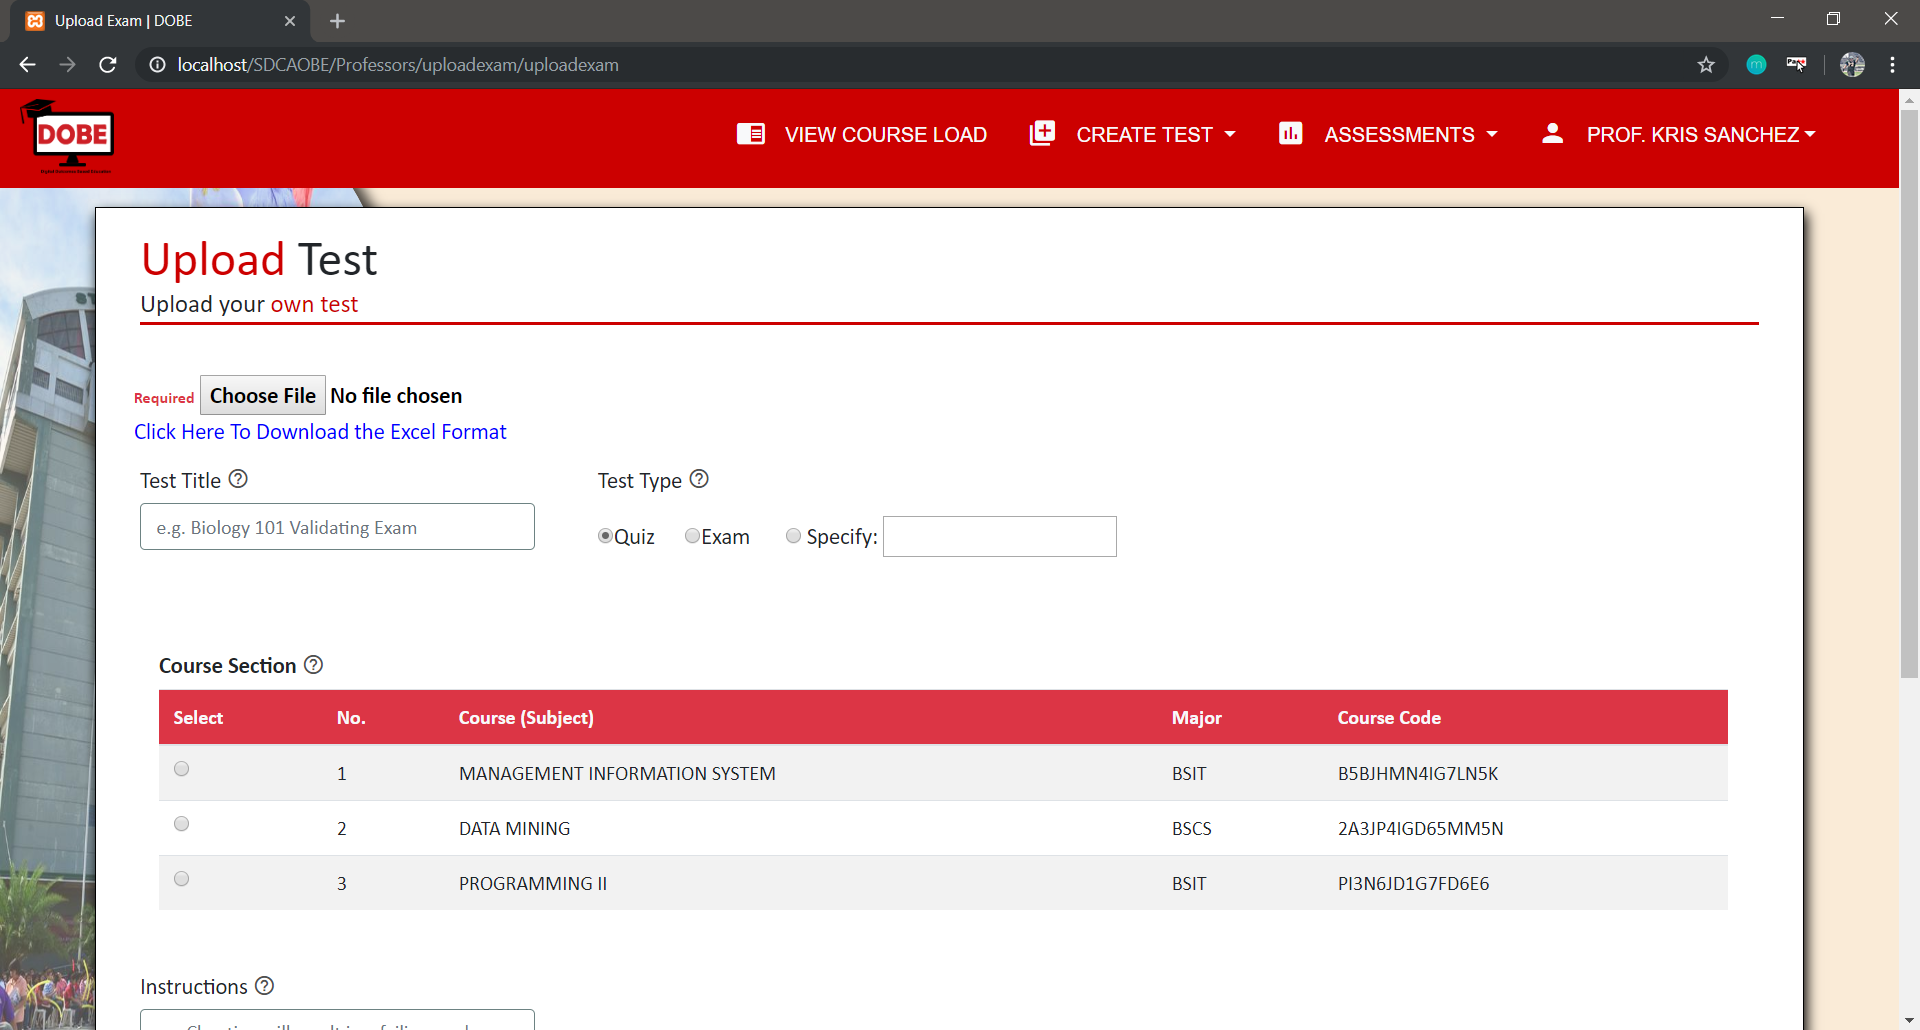 Upload Exam | DOBE
localhost/SDCAOBE/Professors/uploadexam/uploadexam
DOBE
VIEW COURSE LOAD
CREATE TEST
ASSESSMENTS
PROF. KRIS SANCHEZ
Upload Test
Upload your own test
Required Choose File No file chosen
Click Here To Download the Excel Format
Test Title
Test Type
e.g. Biology 101 Validating Exam
Quiz Exam Specify:
Course Section
Select No. Course (Subject) Major Course Code
1 MANAGEMENT INFORMATION SYSTEM BSIT B5BJHMN4IG7LN5K
2 DATA MINING BSCS 2A3JP4IGD65MM5N
3 PROGRAMMING II BSIT PI3N6JD1G7FD6E6
Instructions